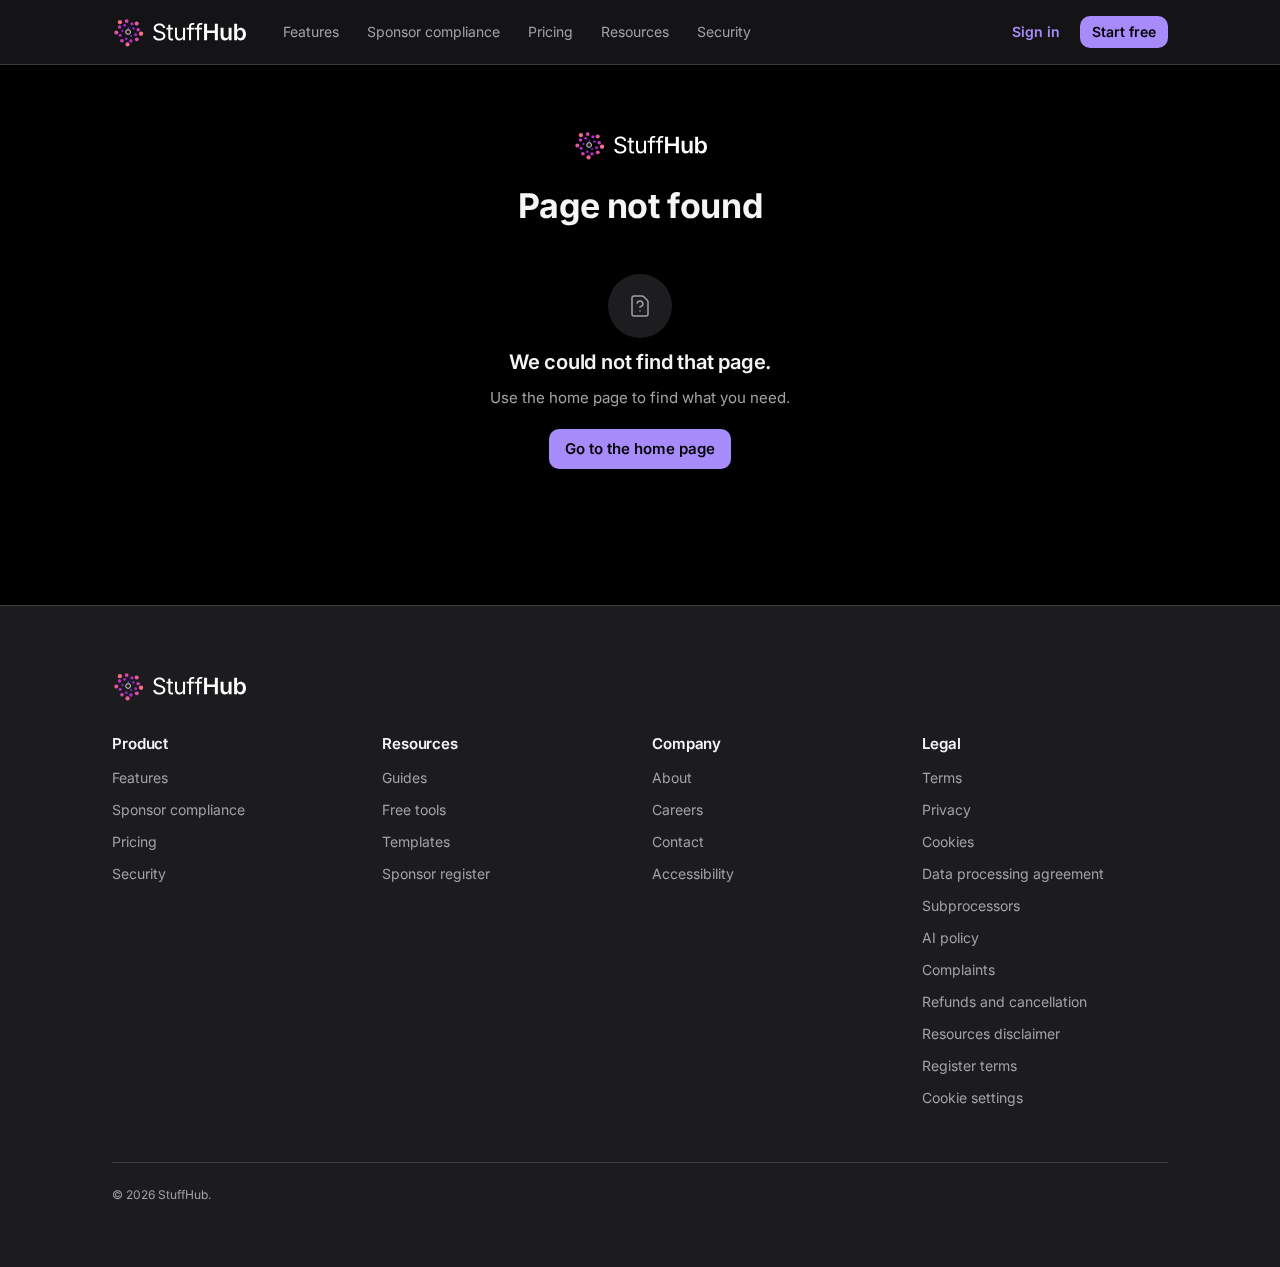 StuffHub
Features
Sponsor compliance
Pricing
Resources
Security
Sign in
Start free
StuffHub
Page not found
We could not find that page.
Use the home page to find what you need.
Go to the home page
StuffHub
Product
Features
Sponsor compliance
Pricing
Security
Resources
Guides
Free tools
Templates
Sponsor register
Company
About
Careers
Contact
Accessibility
Legal
Terms
Privacy
Cookies
Data processing agreement
Subprocessors
AI policy
Complaints
Refunds and cancellation
Resources disclaimer
Register terms
Cookie settings
© 2026 StuffHub.